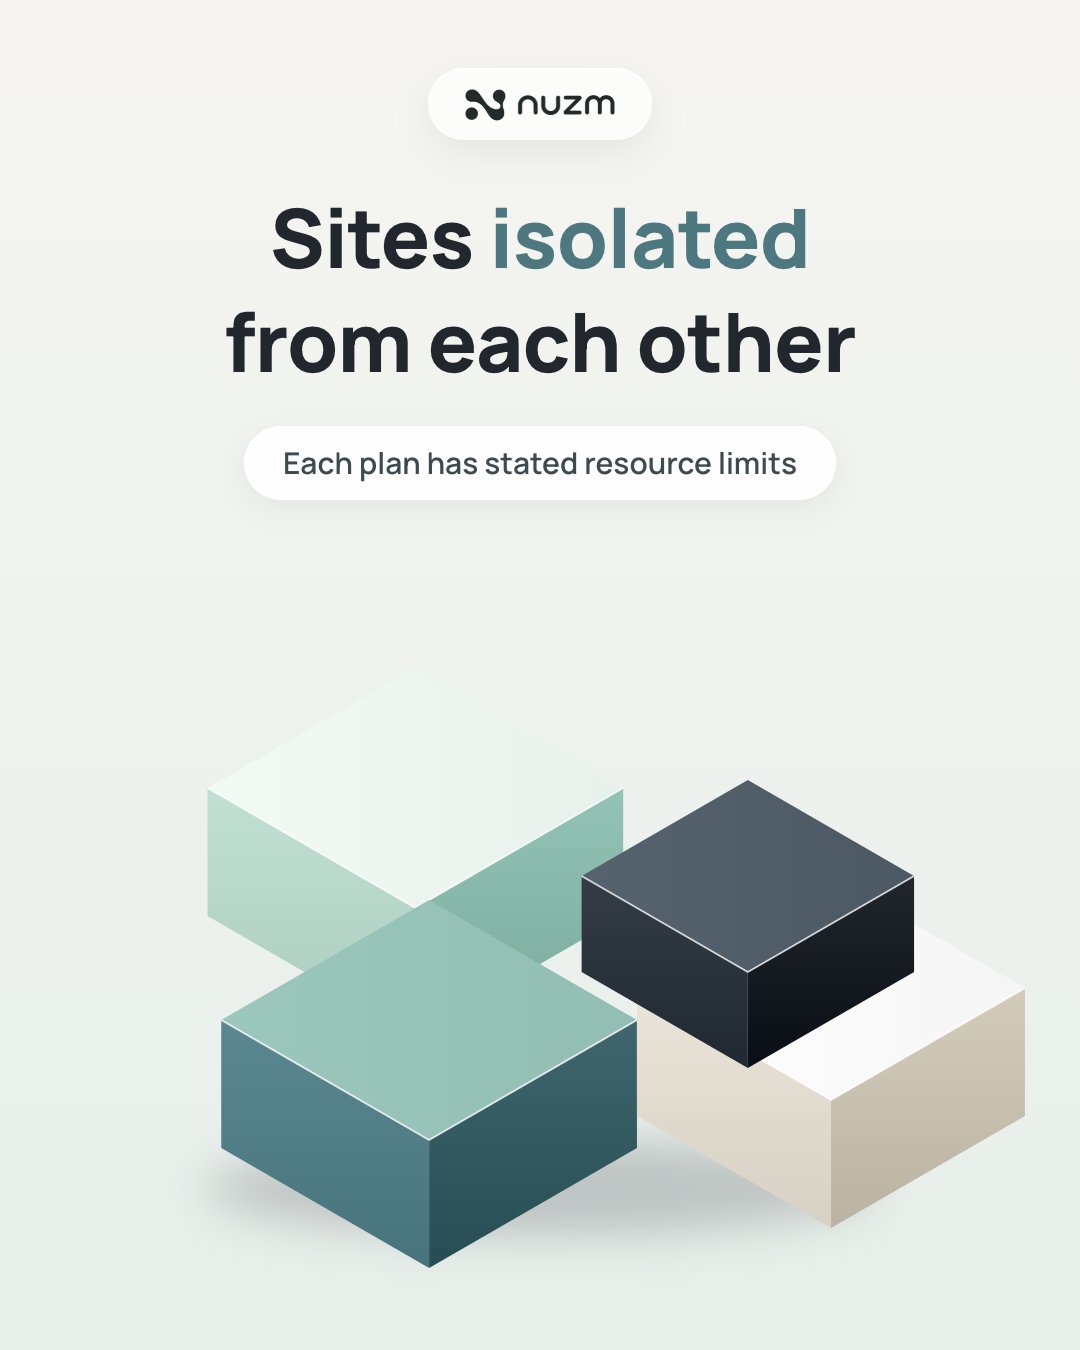 nuzm
Sites isolated
from each other
Each plan has stated resource limits